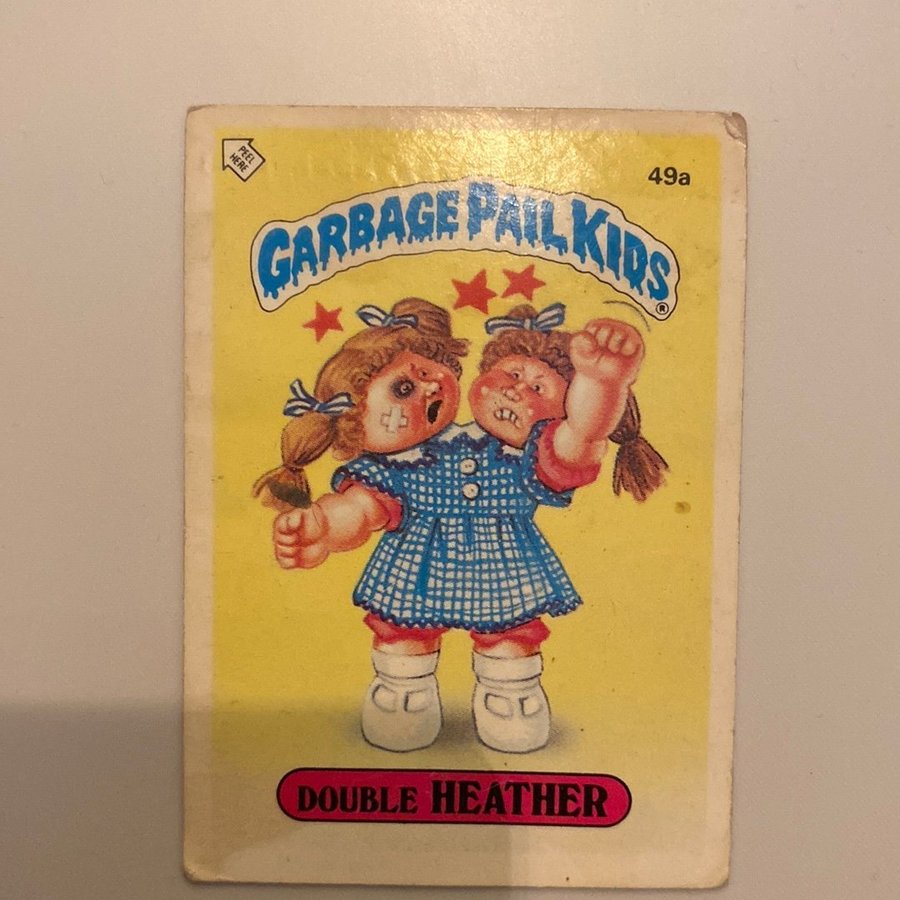 PEEL
HERE
49a
GARBAGE PAIL KIDS
®
DOUBLE HEATHER